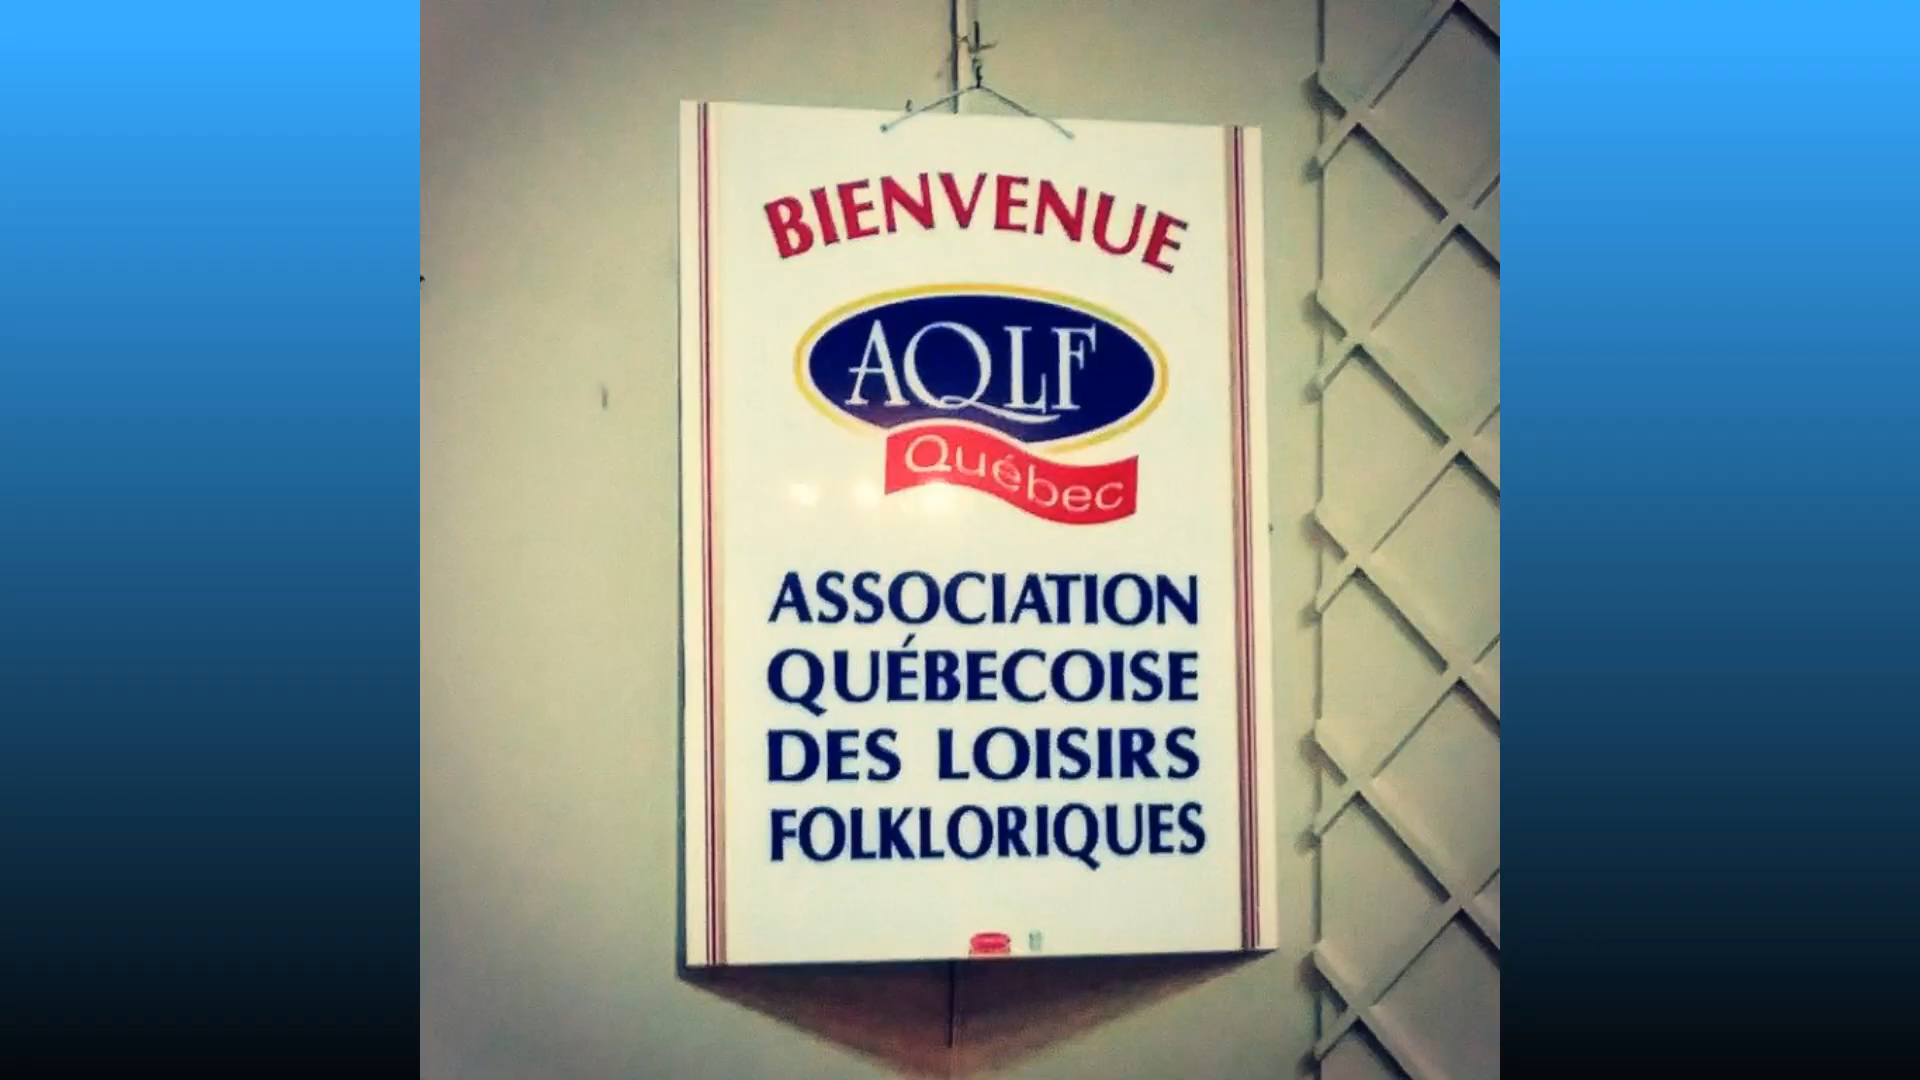 BIENVENUE
AQLF
Québec
ASSOCIATION
QUÉBECOISE
DES LOISIRS
FOLKLORIQUES